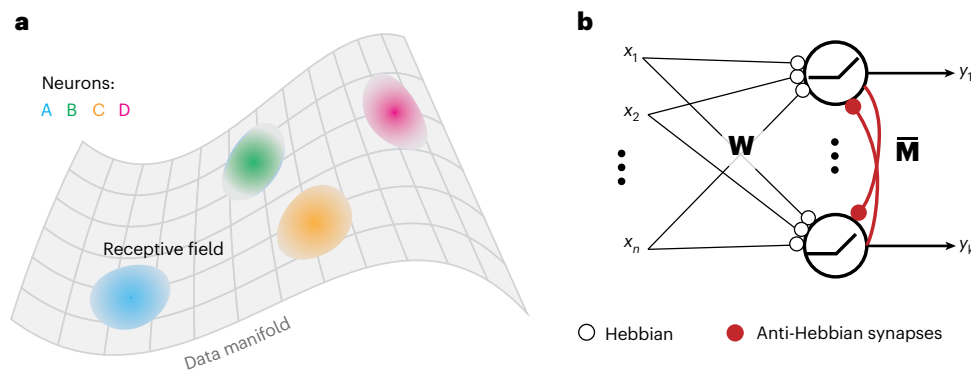 a
Neurons:
A B C D
Receptive field
Data manifold
b
x1
x2
xn
W
M̅
y1
yk
Hebbian
Anti-Hebbian synapses